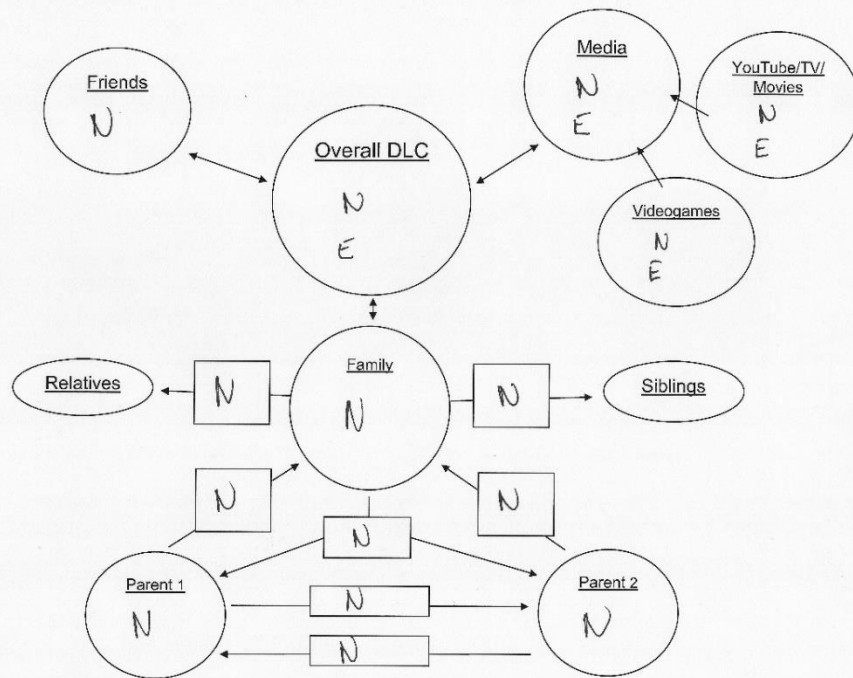 Friends
N
Overall DLC
N
E
Media
N
E
YouTube/TV/
Movies
N
E
Videogames
N
E
Family
N
Relatives
N
N
Siblings
N
N
N
Parent 1
N
N
N
Parent 2
N